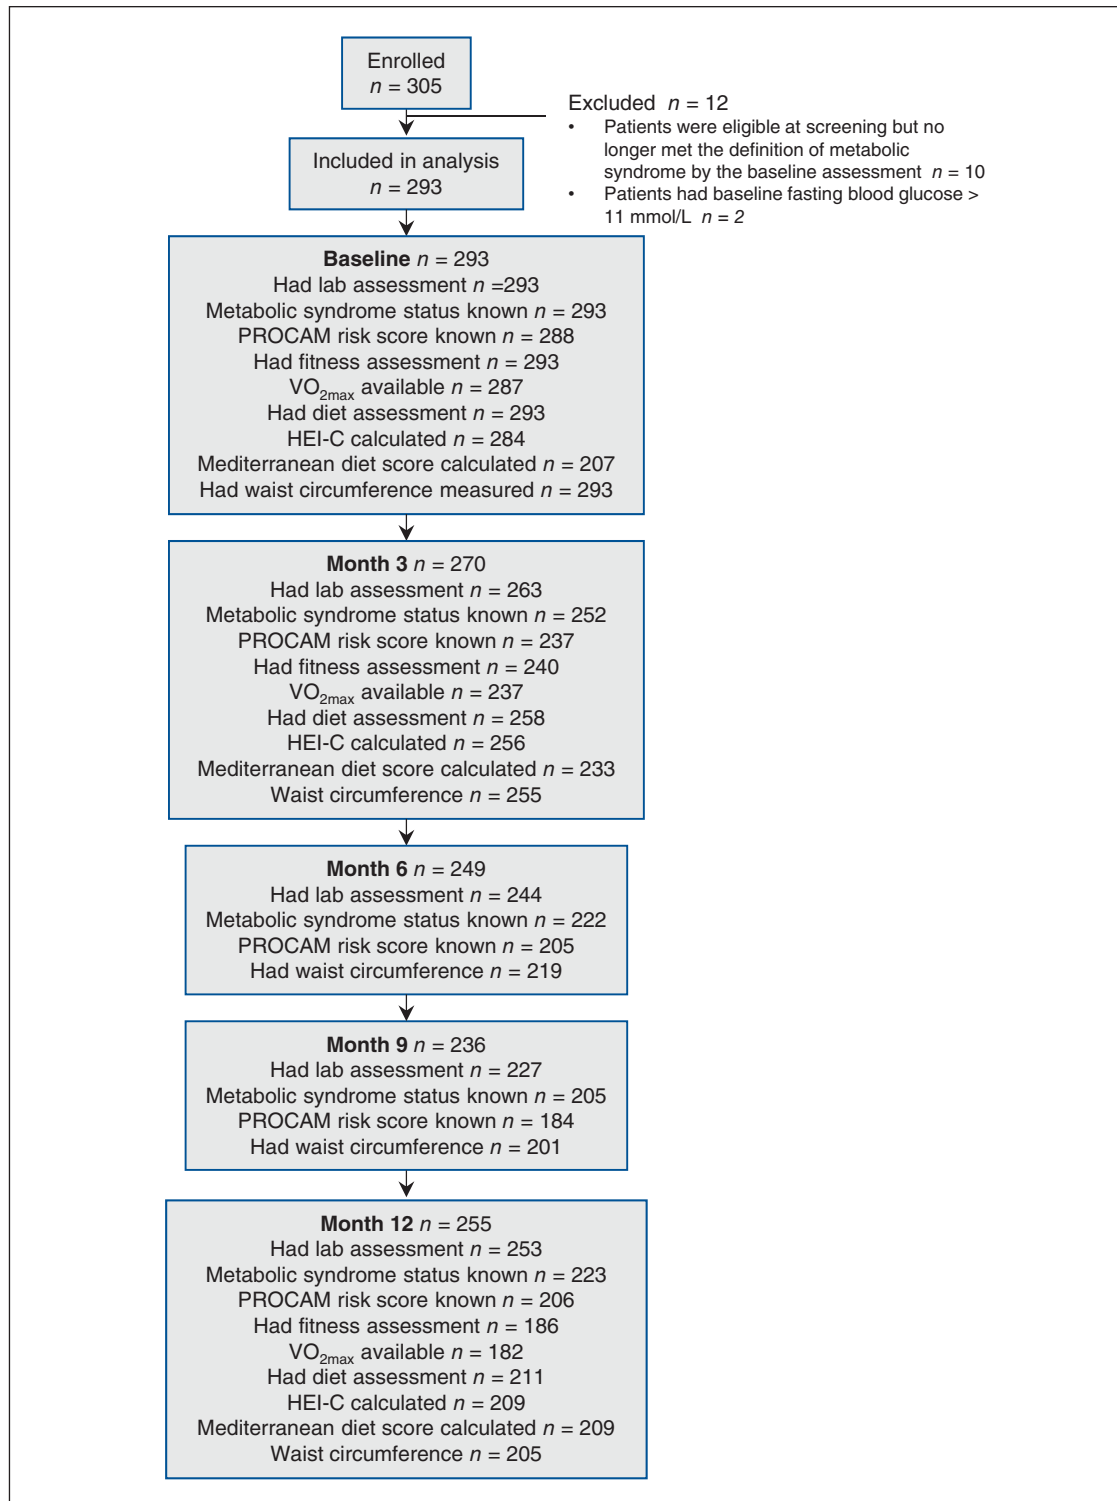 Enrolled
n = 305
Excluded n = 12
• Patients were eligible at screening but no
longer met the definition of metabolic
syndrome by the baseline assessment n = 10
• Patients had baseline fasting blood glucose >
11 mmol/L n = 2
Included in analysis
n = 293
Baseline n = 293
Had lab assessment n =293
Metabolic syndrome status known n = 293
PROCAM risk score known n = 288
Had fitness assessment n = 293
VO2max available n = 287
Had diet assessment n = 293
HEI-C calculated n = 284
Mediterranean diet score calculated n = 207
Had waist circumference measured n = 293
Month 3 n = 270
Had lab assessment n = 263
Metabolic syndrome status known n = 252
PROCAM risk score known n = 237
Had fitness assessment n = 240
VO2max available n = 237
Had diet assessment n = 258
HEI-C calculated n = 256
Mediterranean diet score calculated n = 233
Waist circumference n = 255
Month 6 n = 249
Had lab assessment n = 244
Metabolic syndrome status known n = 222
PROCAM risk score known n = 205
Had waist circumference n = 219
Month 9 n = 236
Had lab assessment n = 227
Metabolic syndrome status known n = 205
PROCAM risk score known n = 184
Had waist circumference n = 201
Month 12 n = 255
Had lab assessment n = 253
Metabolic syndrome status known n = 223
PROCAM risk score known n = 206
Had fitness assessment n = 186
VO2max available n = 182
Had diet assessment n = 211
HEI-C calculated n = 209
Mediterranean diet score calculated n = 209
Waist circumference n = 205